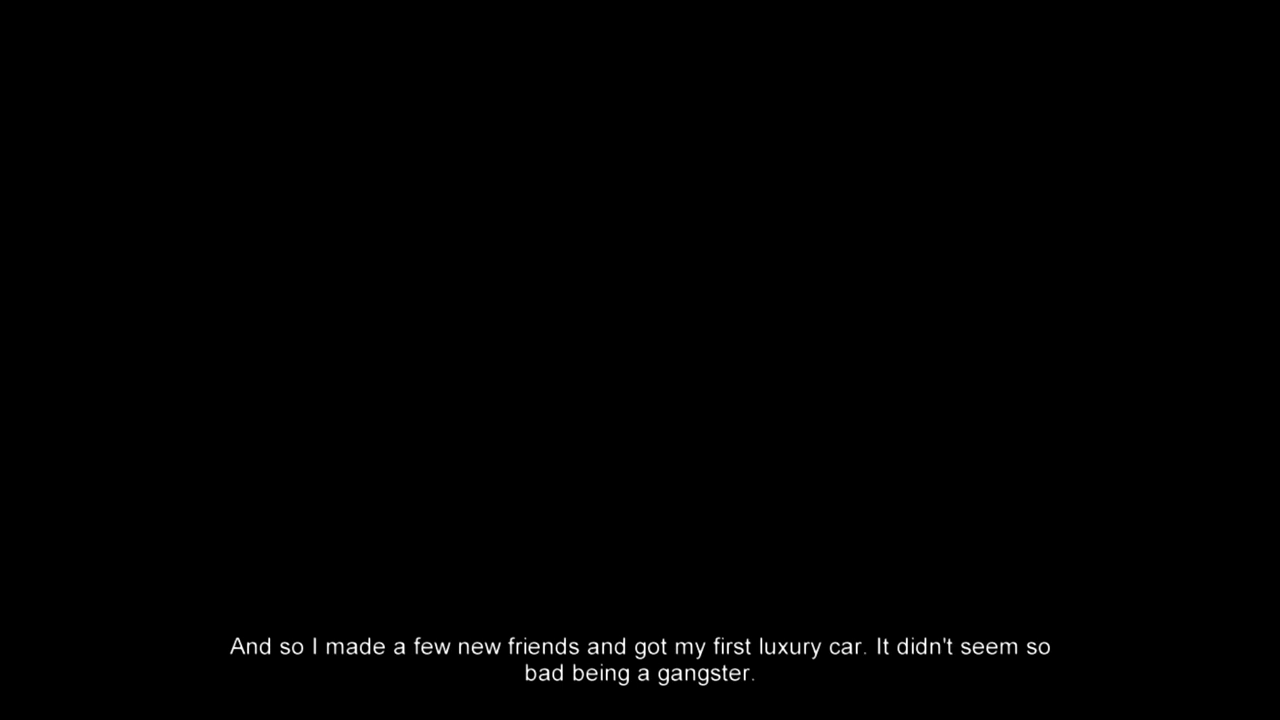 And so I made a few new friends and got my first luxury car. It didn't seem so
bad being a gangster.